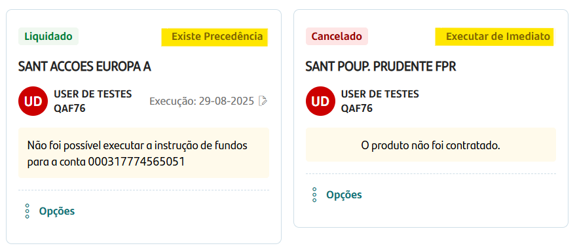 Liquidado
Existe Precedência
SANT ACCOES EUROPA A
UD
USER DE TESTES
QAF76
Execução: 29-08-2025
Não foi possível executar a instrução de fundos
para a conta 000317774565051
Opções
Cancelado
Executar de Imediato
SANT POUP. PRUDENTE FPR
UD
USER DE TESTES
QAF76
O produto não foi contratado.
Opções